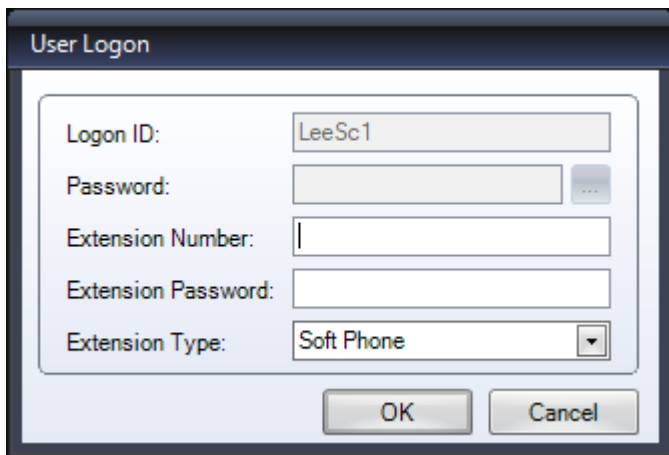 User Logon
Logon ID: LeeSc1
Password: ...
Extension Number:
Extension Password:
Extension Type: Soft Phone
OK Cancel